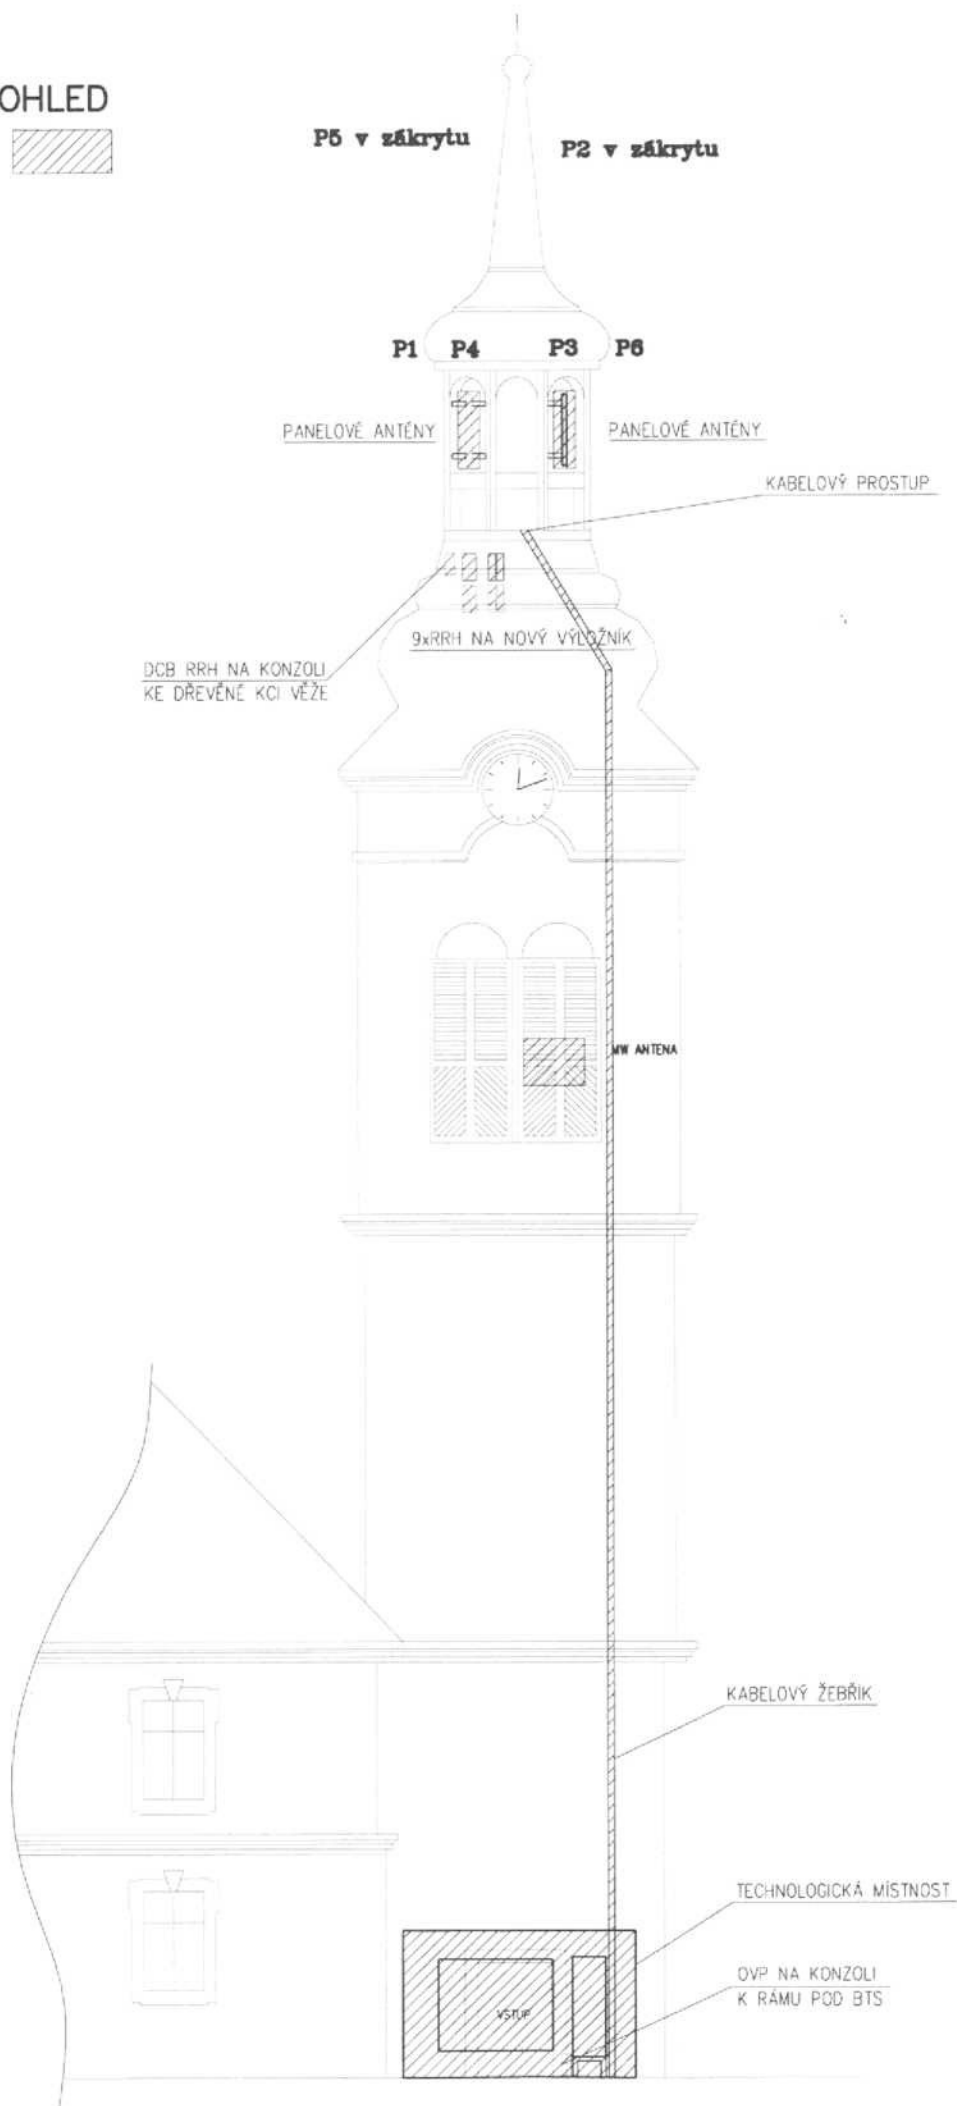 OHLED
P5 v zákrytu
P2 v zákrytu
P1 P4 P3 P6
PANELOVÉ ANTÉNY
PANELOVÉ ANTÉNY
KABELOVÝ PROSTUP
9xRRH NA NOVÝ VÝLOŽNÍK
DCB RRH NA KONZOLI
KE DŘEVĚNÉ KCI VĚŽE
MW ANTENA
KABELOVÝ ŽEBŘÍK
TECHNOLOGICKÁ MÍSTNOST
OVP NA KONZOLI
K RÁMU POD BTS
VSTUP